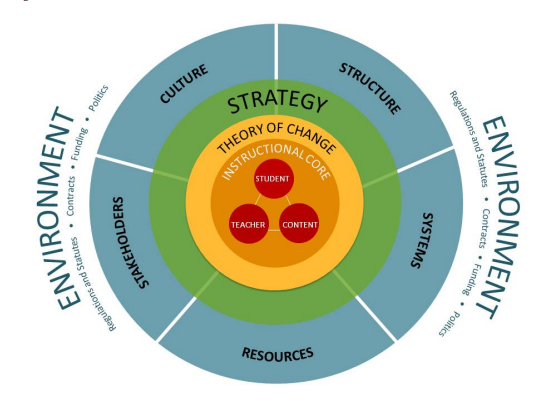 CULTURE
STRUCTURE
STRATEGY
THEORY OF CHANGE
INSTRUCTIONAL CORE
STUDENT
TEACHER
CONTENT
STAKEHOLDERS
SYSTEMS
RESOURCES
ENVIRONMENT
Regulations and Statutes • Contracts • Funding • Politics
ENVIRONMENT
Regulations and Statutes • Contracts • Funding • Politics